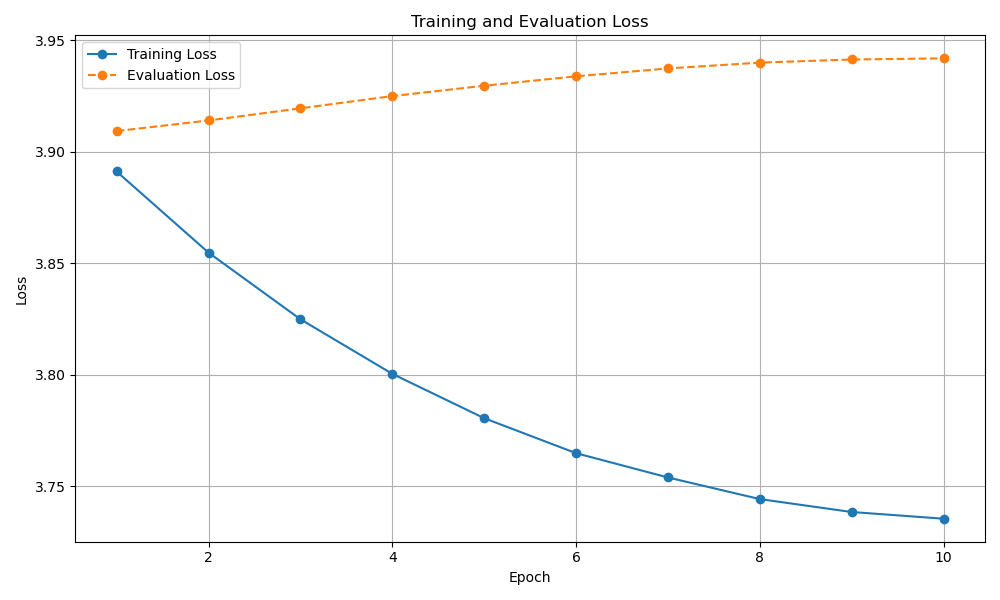 Training and Evaluation Loss
Training Loss
Evaluation Loss
3.95
3.90
3.85
3.80
3.75
Loss
2 4 6 8 10
Epoch